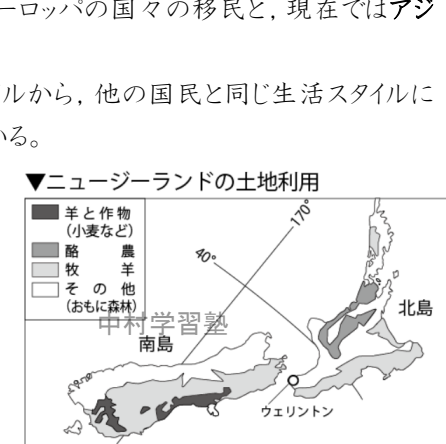 ーロッパの国々の移民と，現在ではアジ
ルから，他の国民と同じ生活スタイルに
いる。
▼ニュージーランドの土地利用
羊と作物
（小麦など）
酪農
牧羊
その他
（おもに森林）
170°
40°
中村学習塾
北島
南島
ウェリントン